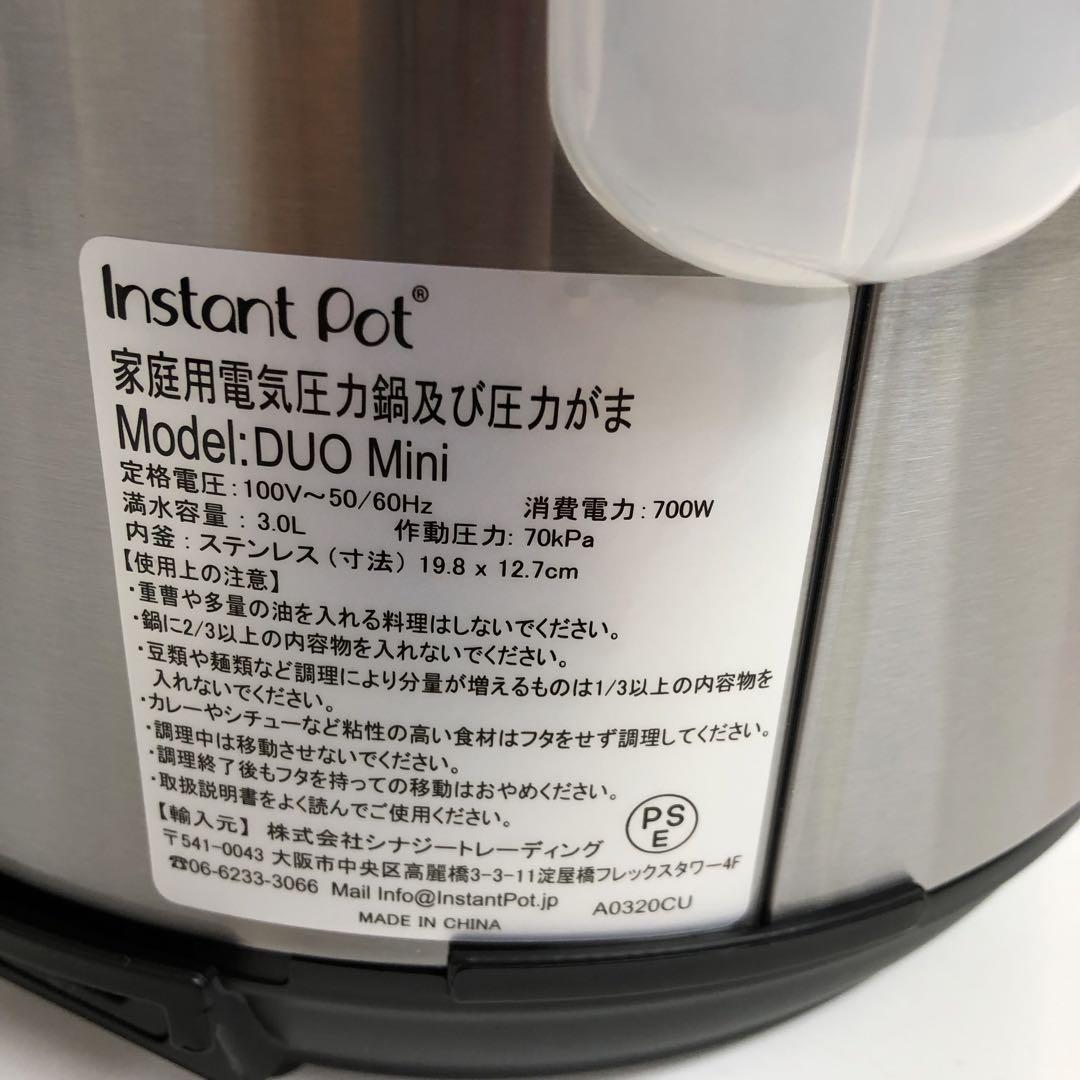 Instant Pot®
家庭用電気圧力鍋及び圧力がま
Model:DUO Mini
定格電圧:100V～50/60Hz 消費電力:700W
満水容量:3.0L 作動圧力:70kPa
内釜:ステンレス(寸法) 19.8 x 12.7cm
【使用上の注意】
・重曹や多量の油を入れる料理はしないでください。
・鍋に2/3以上の内容物を入れないでください。
・豆類や麺類など調理により分量が増えるものは1/3以上の内容物を
入れないでください。
・カレーやシチューなど粘性の高い食材はフタをせず調理してください。
・調理中は移動させないでください。
・調理終了後もフタを持っての移動はおやめください。
・取扱説明書をよく読んでご使用ください。
PSE
【輸入元】 株式会社シナジートレーディング
〒541-0043 大阪市中央区高麗橋3-3-11淀屋橋フレックスタワー4F
☎06-6233-3066 Mail Info@InstantPot.jp A0320CU
MADE IN CHINA